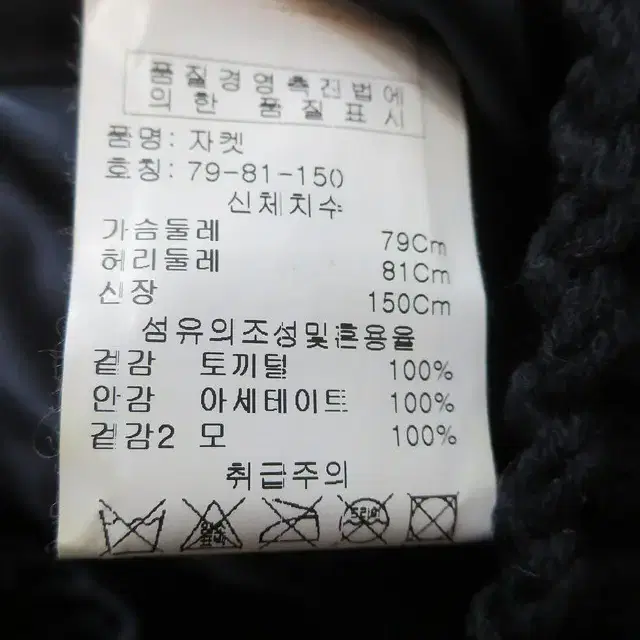 품질경영촉진법에
의한 품질표시
품명: 자켓
호칭: 79-81-150
신체치수
가슴둘레 79Cm
허리둘레 81Cm
신장 150Cm
섬유의조성및혼용율
겉감 토끼털 100%
안감 아세테이트 100%
겉감2 모 100%
취급주의
드라이